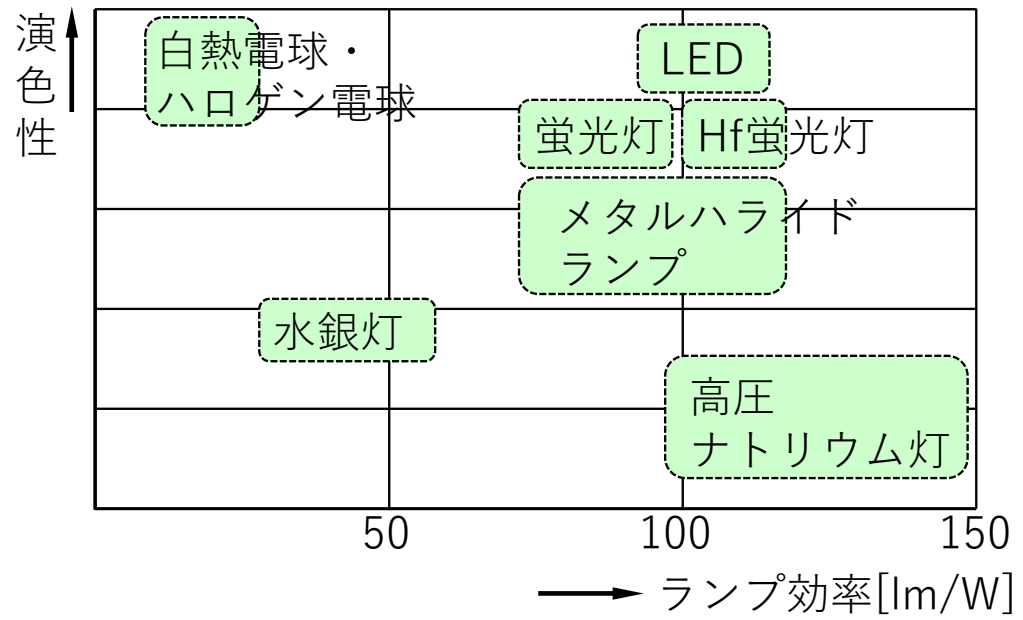 演色性
白熱電球・
ハロゲン電球
LED
蛍光灯
Hf蛍光灯
メタルハライド
ランプ
水銀灯
高圧
ナトリウム灯
50
100
150
ランプ効率[lm/W]